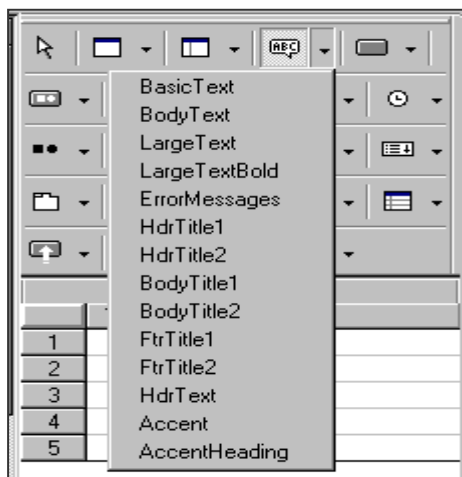 ABC
BasicText
BodyText
LargeText
LargeTextBold
ErrorMessages
HdrTitle1
HdrTitle2
BodyTitle1
BodyTitle2
FtrTitle1
FtrTitle2
HdrText
Accent
AccentHeading
1
2
3
4
5